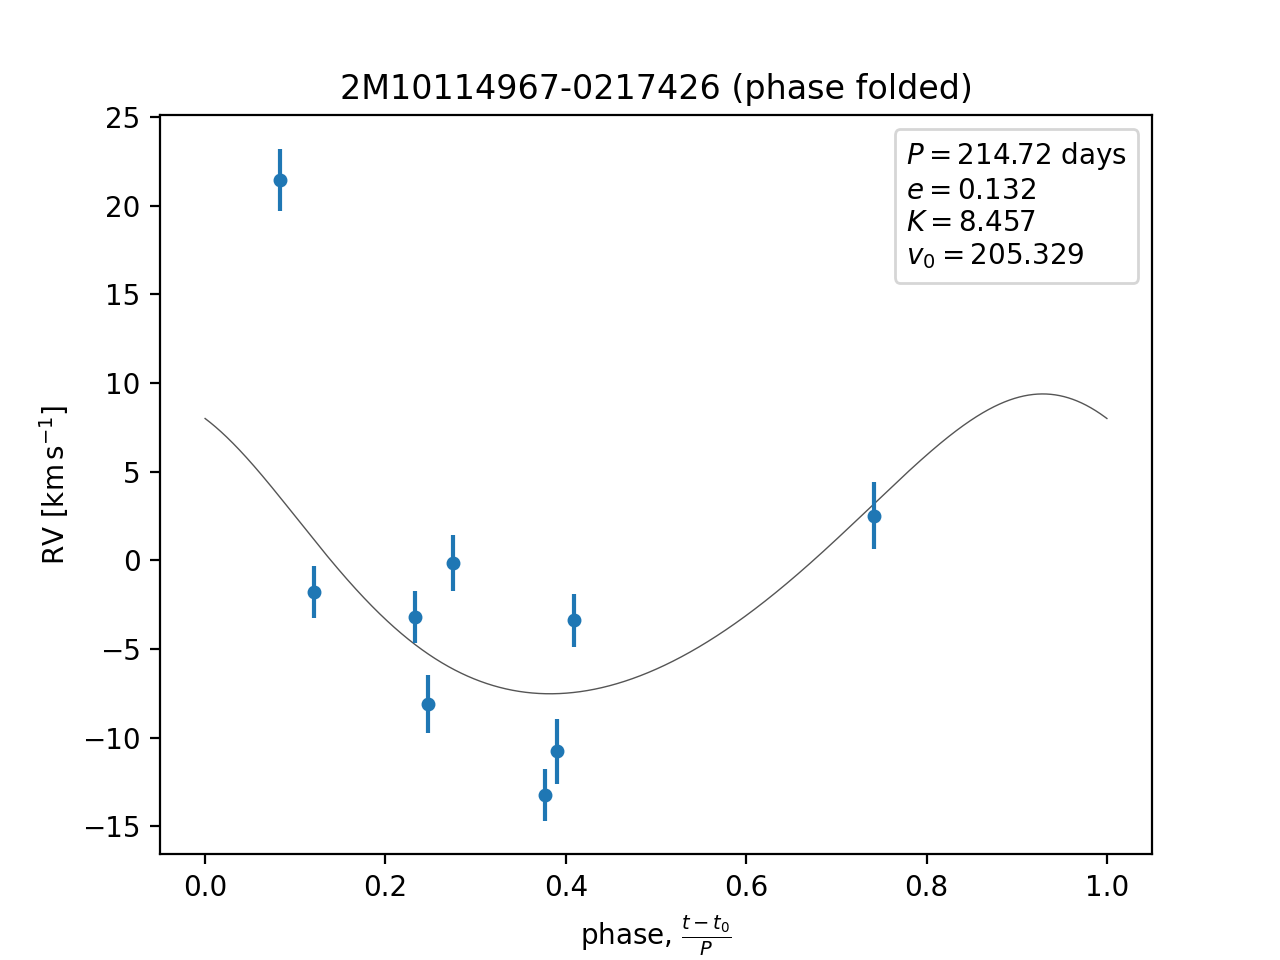 2M10114967-0217426 (phase folded)
P = 214.72 days
e = 0.132
K = 8.457
v₀ = 205.329
25
20
15
10
5
0
−5
−10
−15
RV [km s⁻¹]
0.0 0.2 0.4 0.6 0.8 1.0
phase, (t − t₀)/P